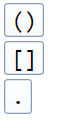 ()
[]
.